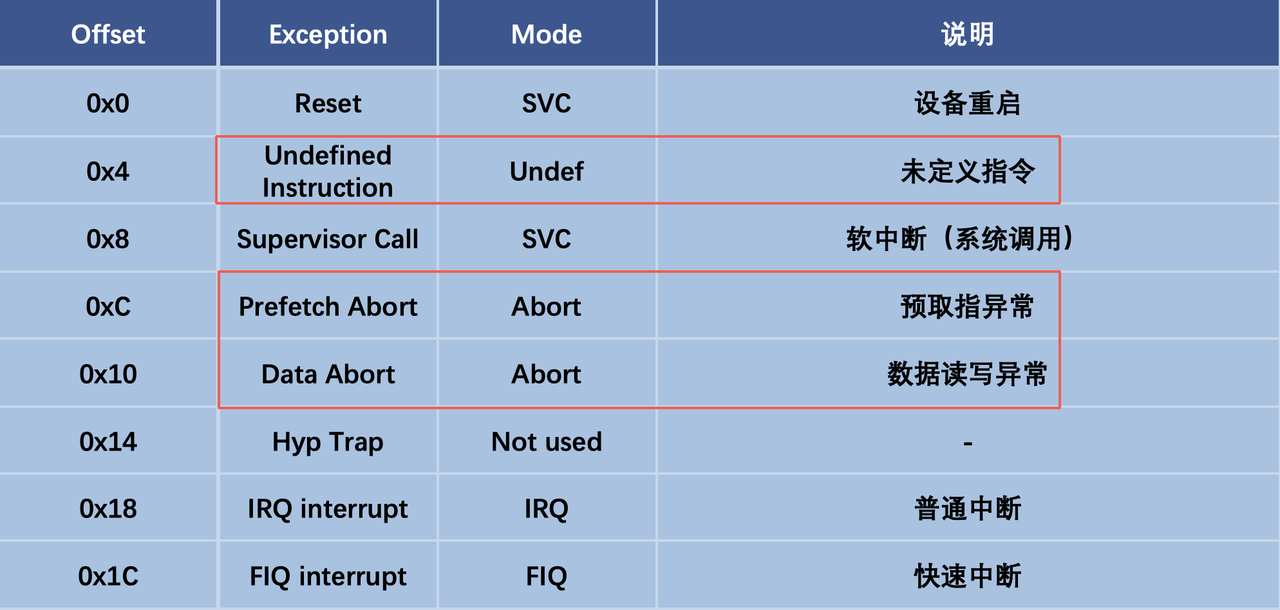 Offset Exception Mode 说明
0x0 Reset SVC 设备重启
0x4 Undefined Instruction Undef 未定义指令
0x8 Supervisor Call SVC 软中断（系统调用）
0xC Prefetch Abort Abort 预取指异常
0x10 Data Abort Abort 数据读写异常
0x14 Hyp Trap Not used -
0x18 IRQ interrupt IRQ 普通中断
0x1C FIQ interrupt FIQ 快速中断